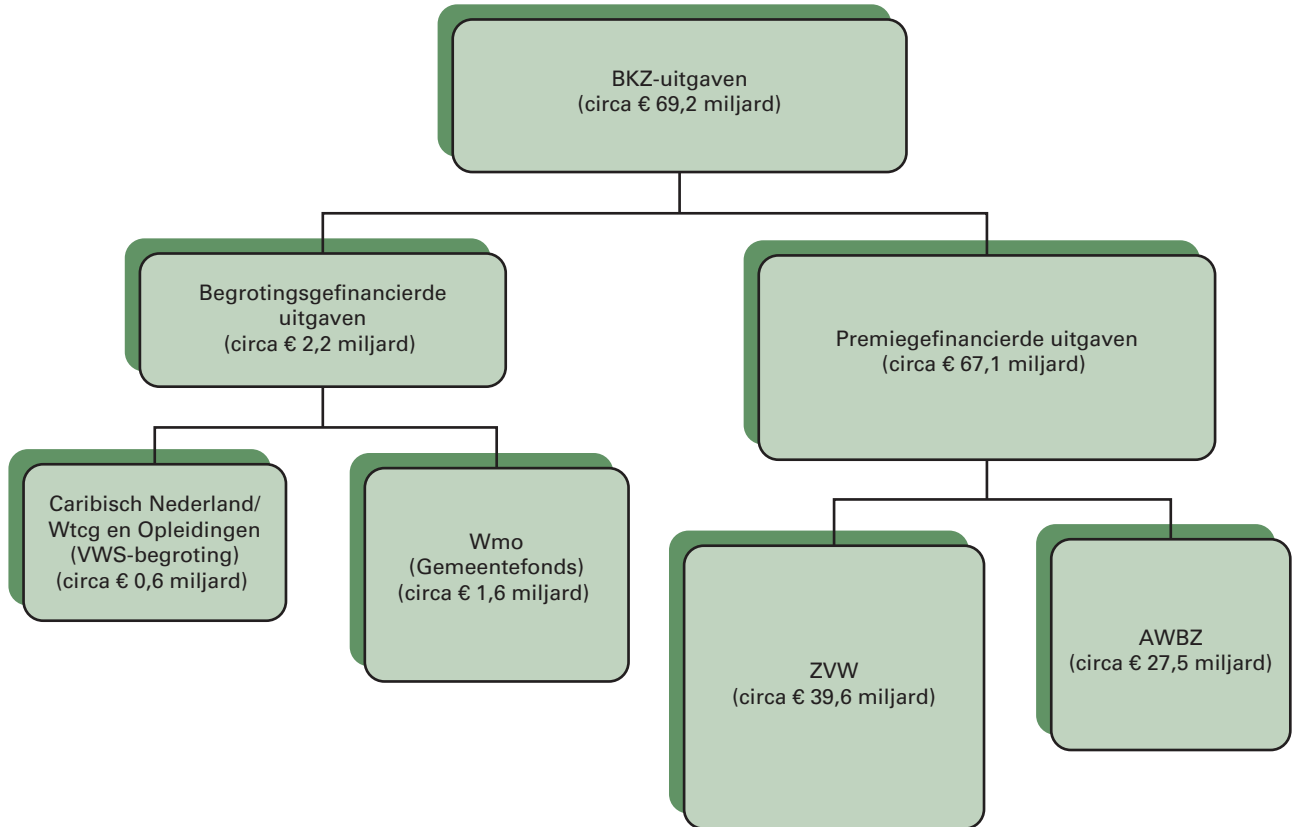 BKZ-uitgaven
(circa € 69,2 miljard)
Begrotingsgefinancierde
uitgaven
(circa € 2,2 miljard)
Premiegefinancierde uitgaven
(circa € 67,1 miljard)
Caribisch Nederland/
Wtcg en Opleidingen
(VWS-begroting)
(circa € 0,6 miljard)
Wmo
(Gemeentefonds)
(circa € 1,6 miljard)
ZVW
(circa € 39,6 miljard)
AWBZ
(circa € 27,5 miljard)